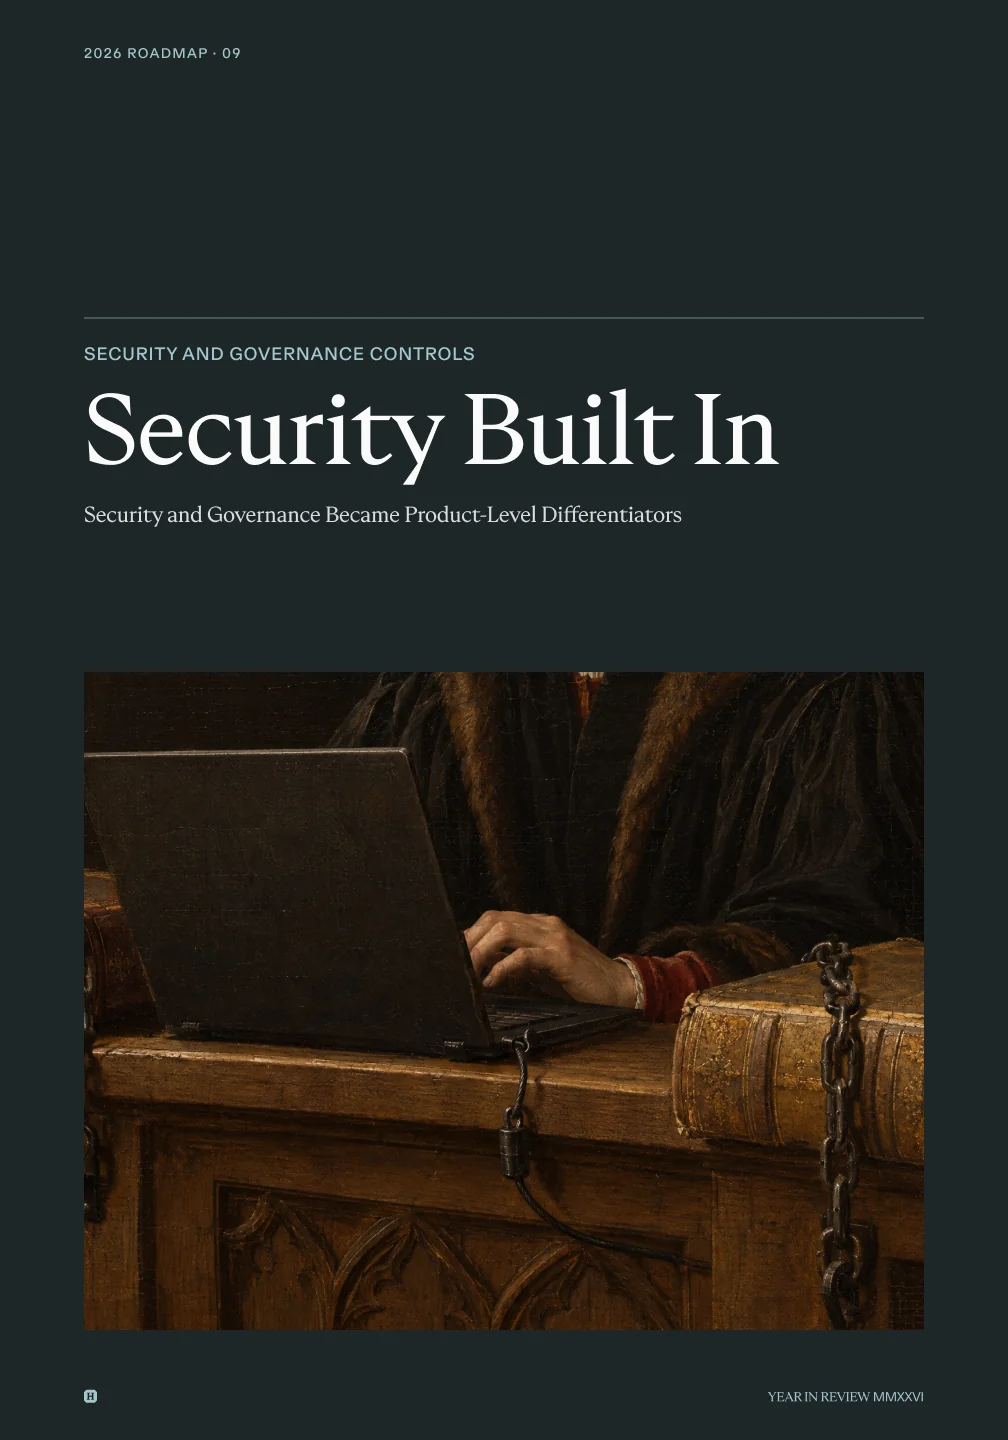 2026 ROADMAP · 09
SECURITY AND GOVERNANCE CONTROLS
Security Built In
Security and Governance Became Product-Level Differentiators
H
YEAR IN REVIEW MMXXVI